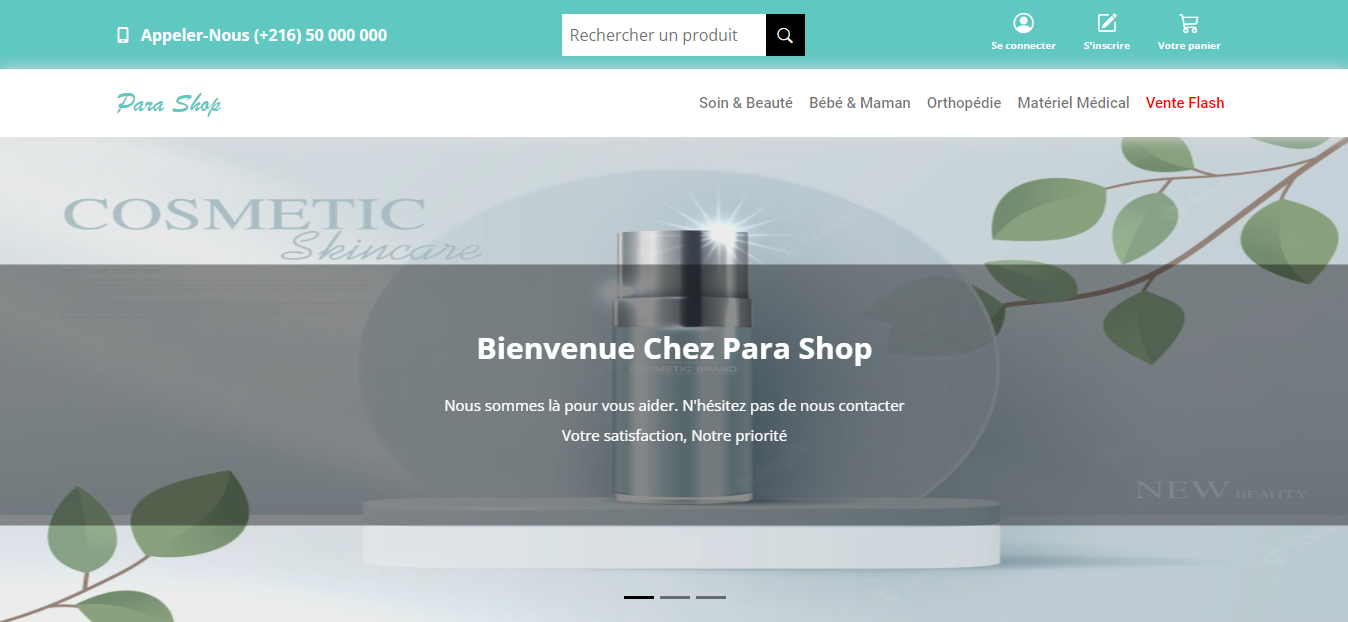 Appeler-Nous (+216) 50 000 000
Rechercher un produit
Se connecter
S'inscrire
Votre panier
Para Shop
Soin & Beauté
Bébé & Maman
Orthopédie
Matériel Médical
Vente Flash
COSMETIC
Skincare
Bienvenue Chez Para Shop
COSMETIC BRAND
Nous sommes là pour vous aider. N'hésitez pas de nous contacter
Votre satisfaction, Notre priorité
NEW BEAUTY